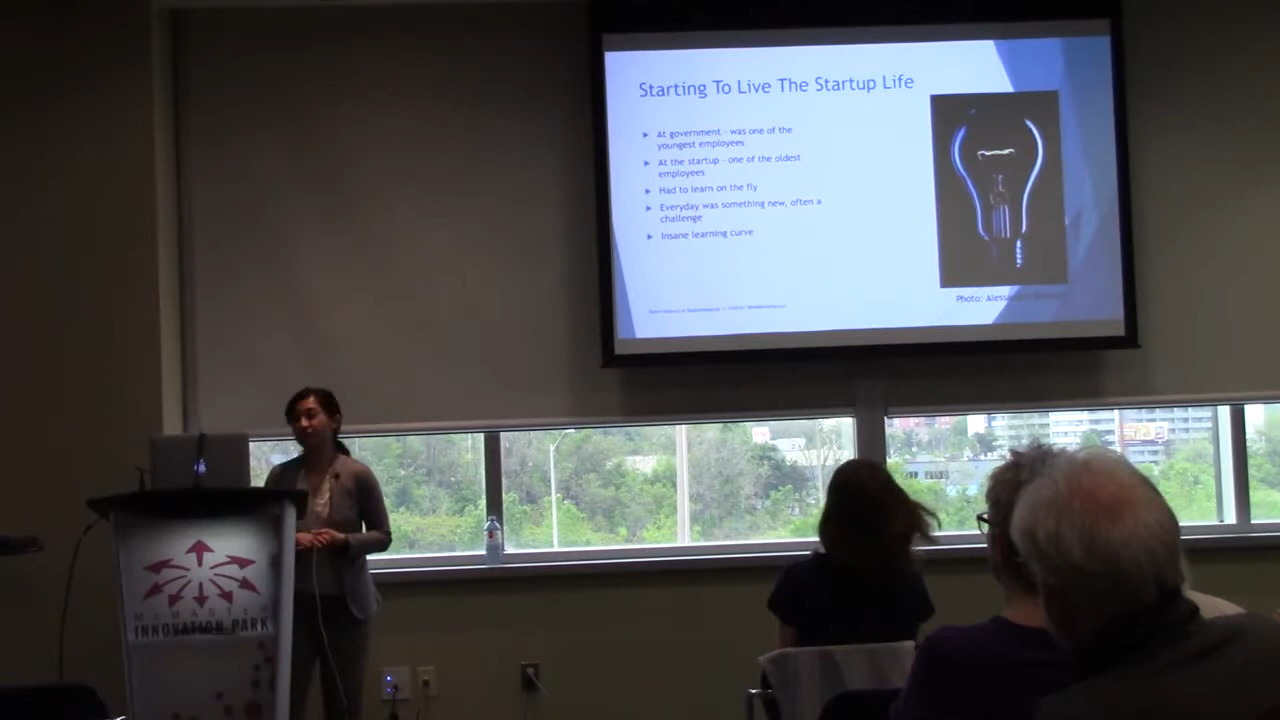 Starting To Live The Startup Life
At government - was one of the
youngest employees
At the startup - one of the oldest
employees
Had to learn on the fly
Everyday was something new, often a
challenge
Insane learning curve
Photo:
McMASTER
INNOVATION PARK